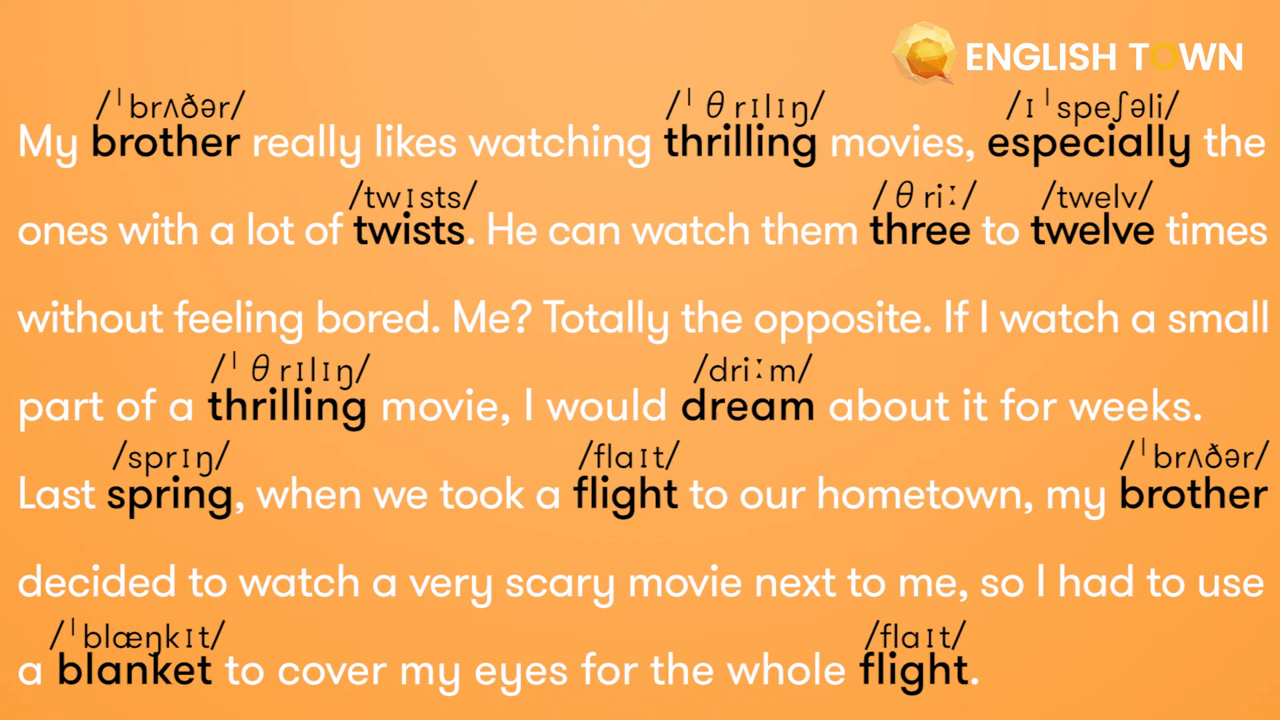 ENGLISH TOWN
/ˈbrʌðər/ /ˈθrɪlɪŋ/ /ɪˈspeʃəli/
My brother really likes watching thrilling movies, especially the
/twɪsts/ /θriː/ /twelv/
ones with a lot of twists. He can watch them three to twelve times
without feeling bored. Me? Totally the opposite. If I watch a small
/ˈθrɪlɪŋ/ /driːm/
part of a thrilling movie, I would dream about it for weeks.
/sprɪŋ/ /flaɪt/ /ˈbrʌðər/
Last spring, when we took a flight to our hometown, my brother
decided to watch a very scary movie next to me, so I had to use
/ˈblæŋkɪt/ /flaɪt/
a blanket to cover my eyes for the whole flight.